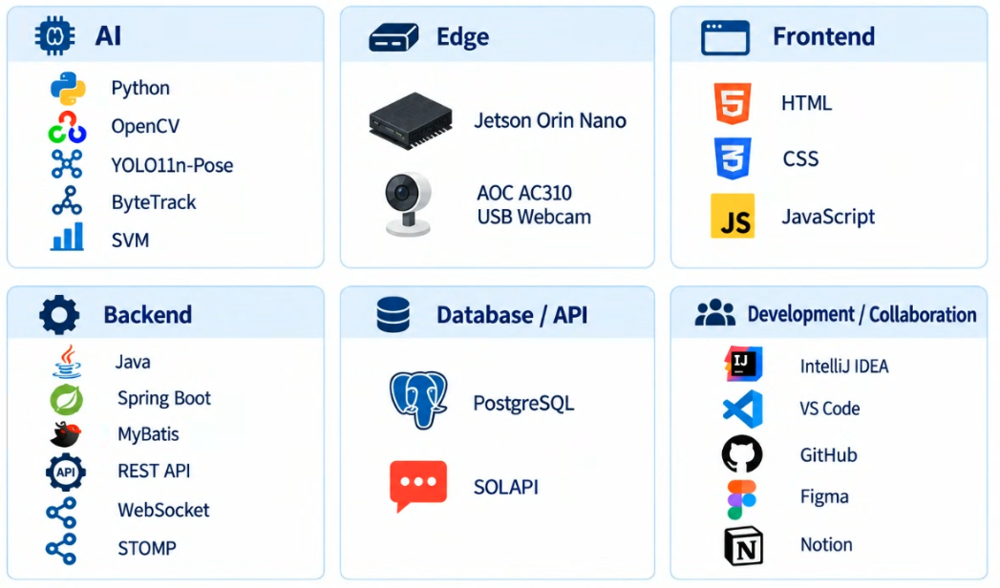 AI
Python
OpenCV
YOLO11n-Pose
ByteTrack
SVM
Edge
Jetson Orin Nano
AOC AC310
USB Webcam
Frontend
5
HTML
3
CSS
JS
JavaScript
Backend
Java
Spring Boot
MyBatis
API
REST API
WebSocket
STOMP
Database / API
PostgreSQL
SOLAPI
Development / Collaboration
IJ
IntelliJ IDEA
VS Code
GitHub
Figma
N
Notion